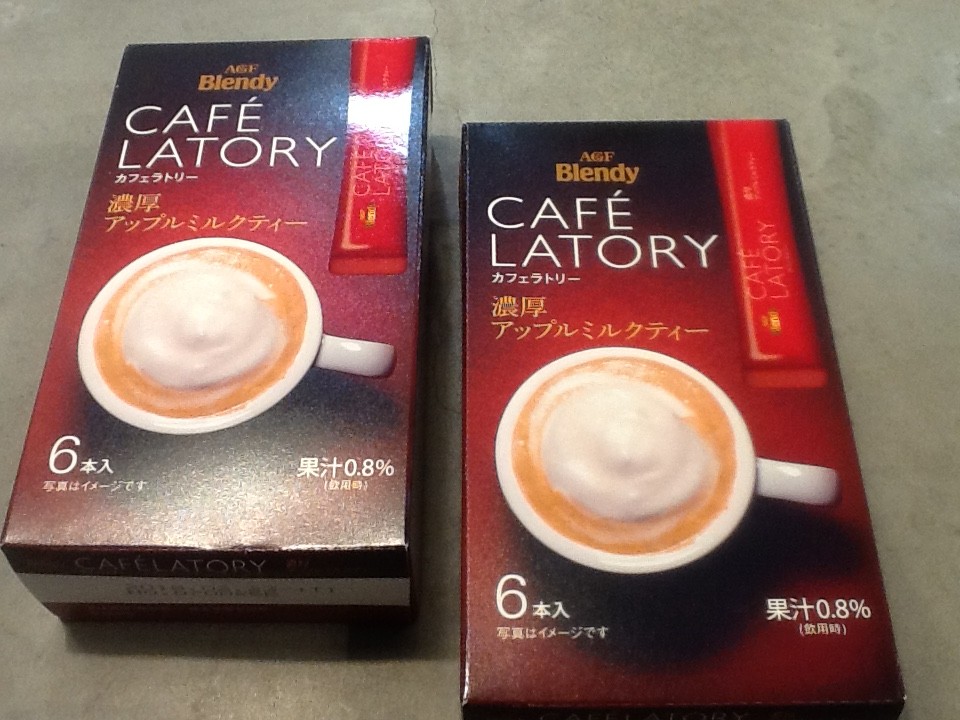 AGF
Blendy
CAFÉ
LATORY
カフェラトリー
濃厚
アップルミルクティー
CAFÉ
LATORY
6本入
果汁0.8%
(飲用時)
写真はイメージです
CAFÉLATORY
AGF
Blendy
CAFÉ
LATORY
カフェラトリー
濃厚
アップルミルクティー
CAFÉ
LATORY
6本入
果汁0.8%
(飲用時)
写真はイメージです
CAFÉLATORY